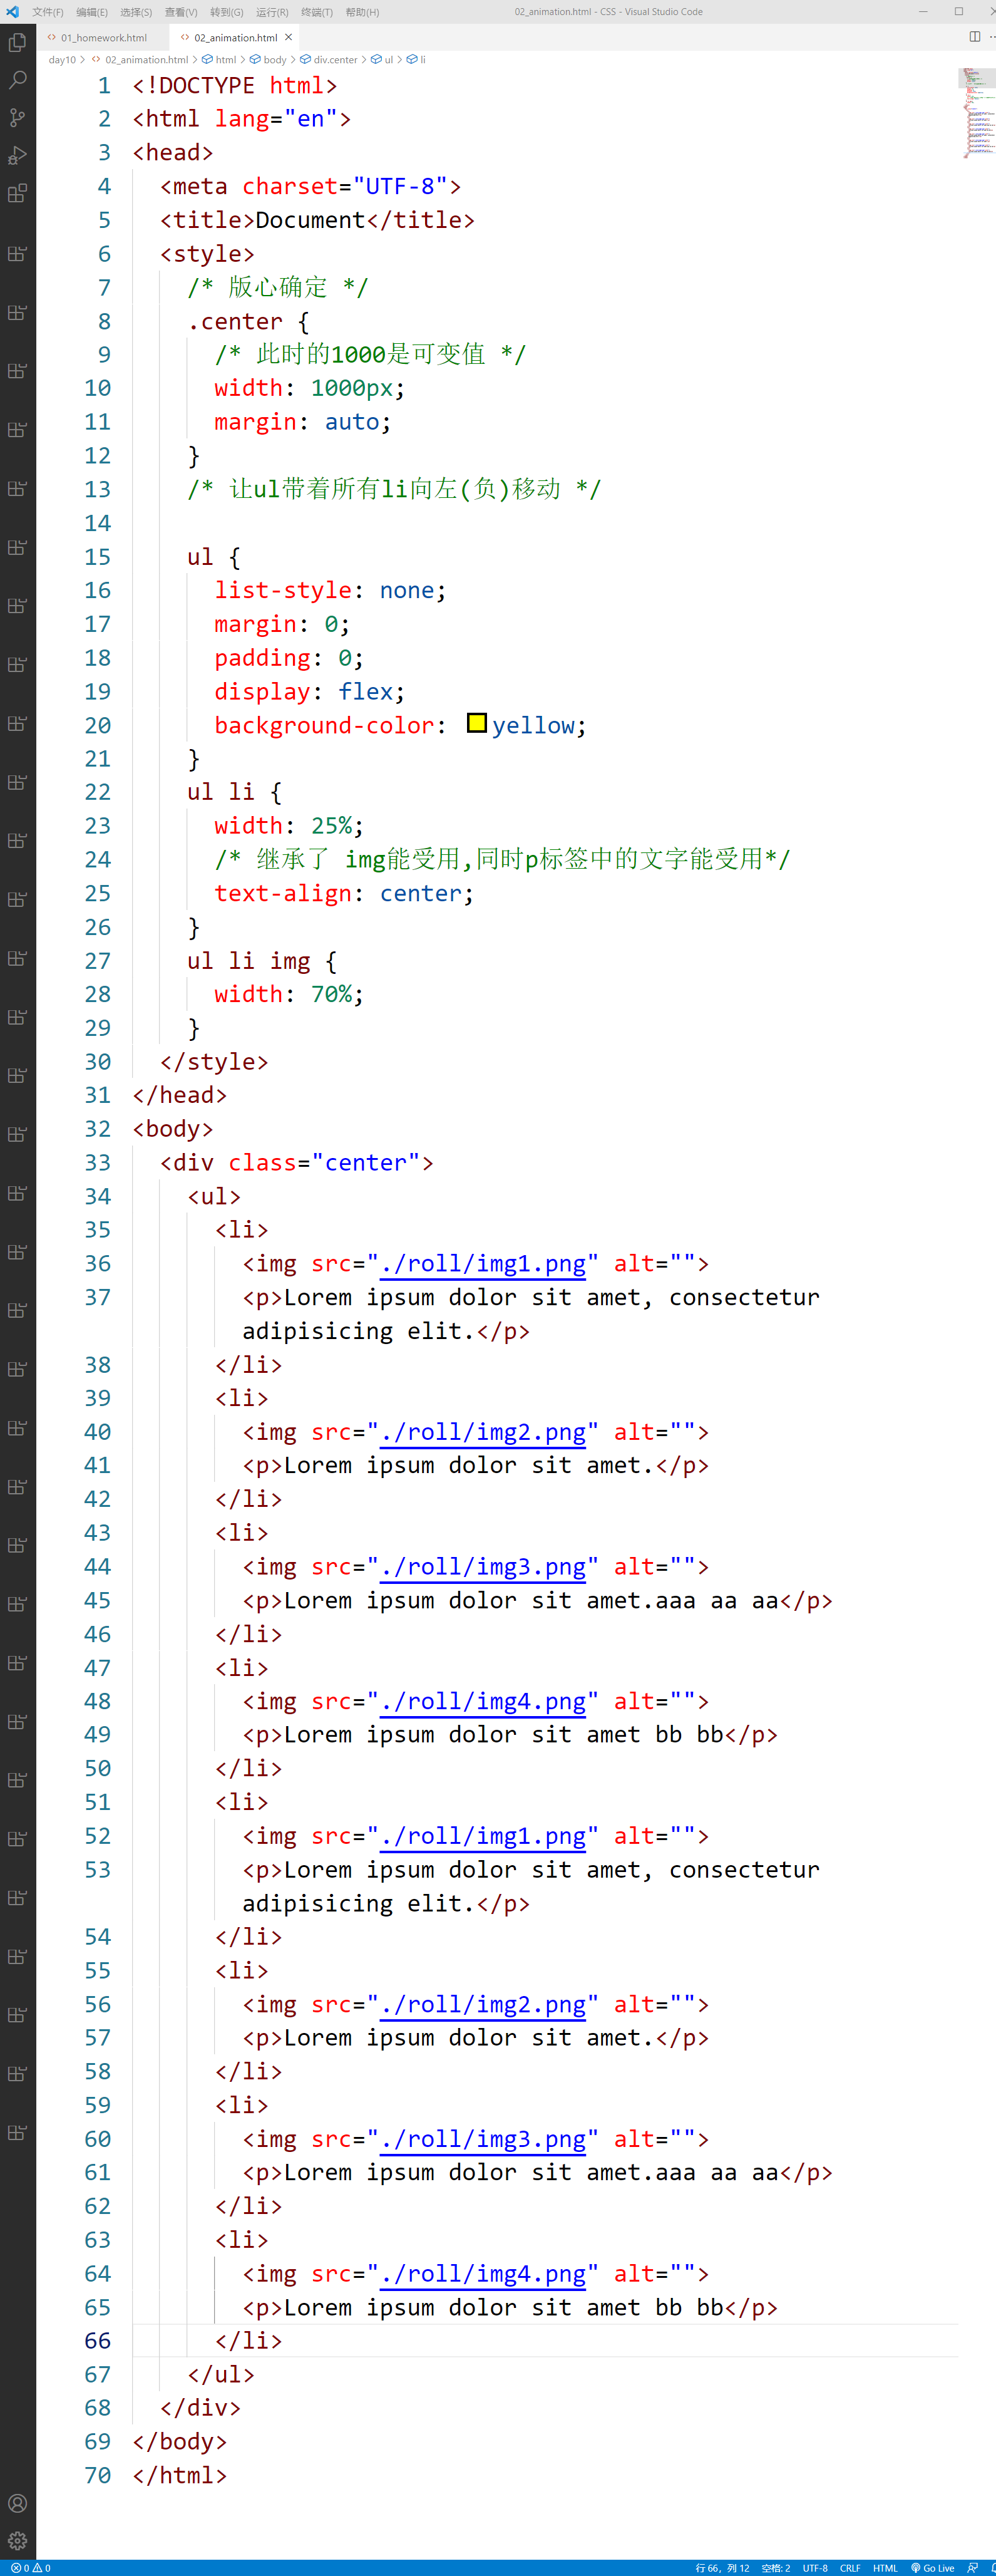 文件(F) 编辑(E) 选择(S) 查看(V) 转到(G) 运行(R) 终端(T) 帮助(H) 02_animation.html - CSS - Visual Studio Code
01_homework.html 02_animation.html
day10 > 02_animation.html > html > body > div.center > ul > li
1 <!DOCTYPE html>
2 <html lang="en">
3 <head>
4 <meta charset="UTF-8">
5 <title>Document</title>
6 <style>
7 /* 版心确定 */
8 .center {
9 /* 此时的1000是可变值 */
10 width: 1000px;
11 margin: auto;
12 }
13 /* 让ul带着所有li向左(负)移动 */
14
15 ul {
16 list-style: none;
17 margin: 0;
18 padding: 0;
19 display: flex;
20 background-color: yellow;
21 }
22 ul li {
23 width: 25%;
24 /* 继承了 img能受用,同时p标签中的文字能受用*/
25 text-align: center;
26 }
27 ul li img {
28 width: 70%;
29 }
30 </style>
31 </head>
32 <body>
33 <div class="center">
34 <ul>
35 <li>
36 <img src="./roll/img1.png" alt="">
37 <p>Lorem ipsum dolor sit amet, consectetur
adipisicing elit.</p>
38 </li>
39 <li>
40 <img src="./roll/img2.png" alt="">
41 <p>Lorem ipsum dolor sit amet.</p>
42 </li>
43 <li>
44 <img src="./roll/img3.png" alt="">
45 <p>Lorem ipsum dolor sit amet.aaa aa aa</p>
46 </li>
47 <li>
48 <img src="./roll/img4.png" alt="">
49 <p>Lorem ipsum dolor sit amet bb bb</p>
50 </li>
51 <li>
52 <img src="./roll/img1.png" alt="">
53 <p>Lorem ipsum dolor sit amet, consectetur
adipisicing elit.</p>
54 </li>
55 <li>
56 <img src="./roll/img2.png" alt="">
57 <p>Lorem ipsum dolor sit amet.</p>
58 </li>
59 <li>
60 <img src="./roll/img3.png" alt="">
61 <p>Lorem ipsum dolor sit amet.aaa aa aa</p>
62 </li>
63 <li>
64 <img src="./roll/img4.png" alt="">
65 <p>Lorem ipsum dolor sit amet bb bb</p>
66 </li>
67 </ul>
68 </div>
69 </body>
70 </html>
0 0 行 66，列 12 空格: 2 UTF-8 CRLF HTML Go Live